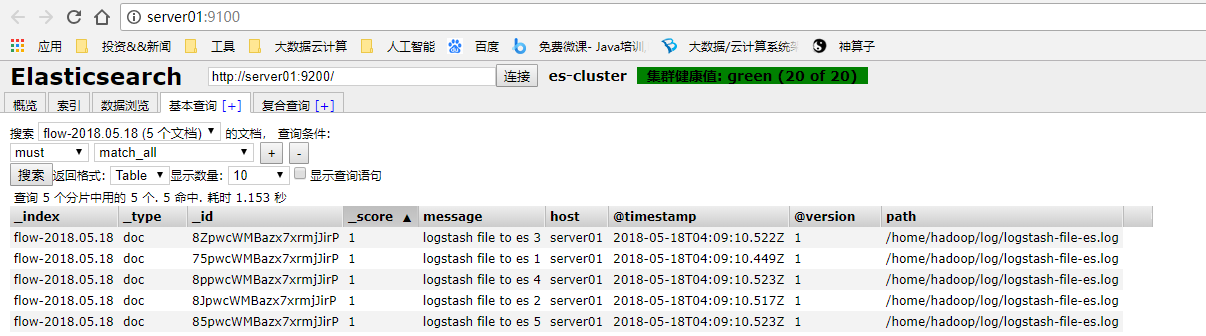 server01:9100
应用 投资&&新闻 工具 大数据云计算 人工智能 百度 免费微课- Java培训 大数据/云计算系统架 神算子
Elasticsearch http://server01:9200/ 连接 es-cluster 集群健康值: green (20 of 20)
概览 索引 数据浏览 基本查询 [+] 复合查询 [+]
搜索 flow-2018.05.18 (5 个文档) 的文档, 查询条件:
must match_all + -
搜索 返回格式: Table 显示数量: 10 显示查询语句
查询 5 个分片中用的 5 个. 5 命中. 耗时 1.153 秒
_index _type _id _score ▲ message host @timestamp @version path
flow-2018.05.18 doc 8ZpwcWMBazx7xrmjJirP 1 logstash file to es 3 server01 2018-05-18T04:09:10.522Z 1 /home/hadoop/log/logstash-file-es.log
flow-2018.05.18 doc 75pwcWMBazx7xrmjJirP 1 logstash file to es 1 server01 2018-05-18T04:09:10.449Z 1 /home/hadoop/log/logstash-file-es.log
flow-2018.05.18 doc 8ppwcWMBazx7xrmjJirP 1 logstash file to es 4 server01 2018-05-18T04:09:10.523Z 1 /home/hadoop/log/logstash-file-es.log
flow-2018.05.18 doc 8JpwcWMBazx7xrmjJirP 1 logstash file to es 2 server01 2018-05-18T04:09:10.517Z 1 /home/hadoop/log/logstash-file-es.log
flow-2018.05.18 doc 85pwcWMBazx7xrmjJirP 1 logstash file to es 5 server01 2018-05-18T04:09:10.523Z 1 /home/hadoop/log/logstash-file-es.log